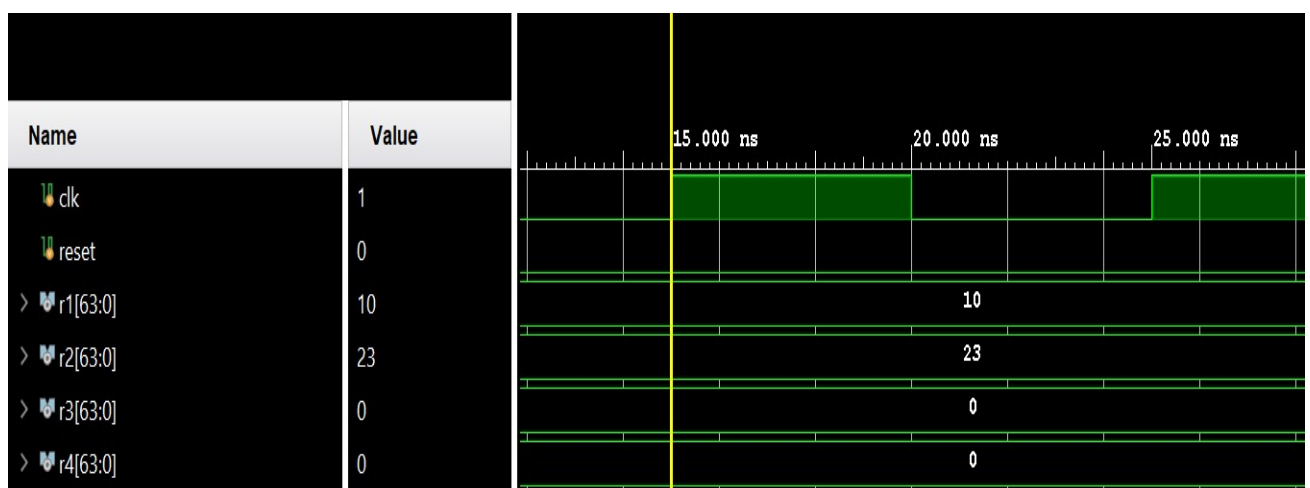 15.000 ns 20.000 ns 25.000 ns
Name Value
clk 1
reset 0
r1[63:0] 10 10
r2[63:0] 23 23
r3[63:0] 0 0
r4[63:0] 0 0